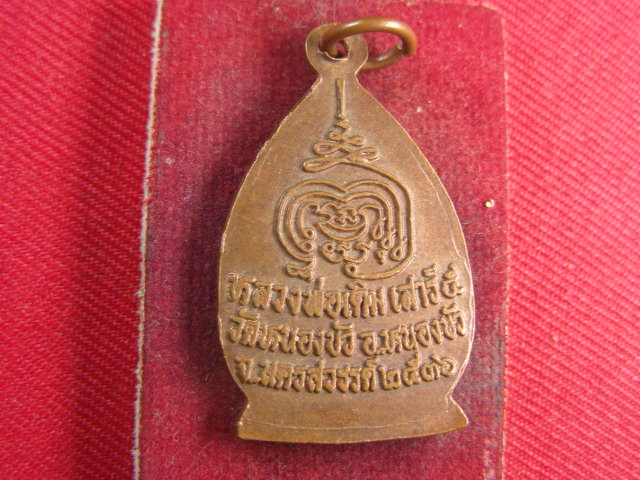 หลวงพ่อเดิม เสาร์ ๕
วัดหนองบัว อ.หนองบัว
จ.นครสวรรค์ ๒๕๓๖